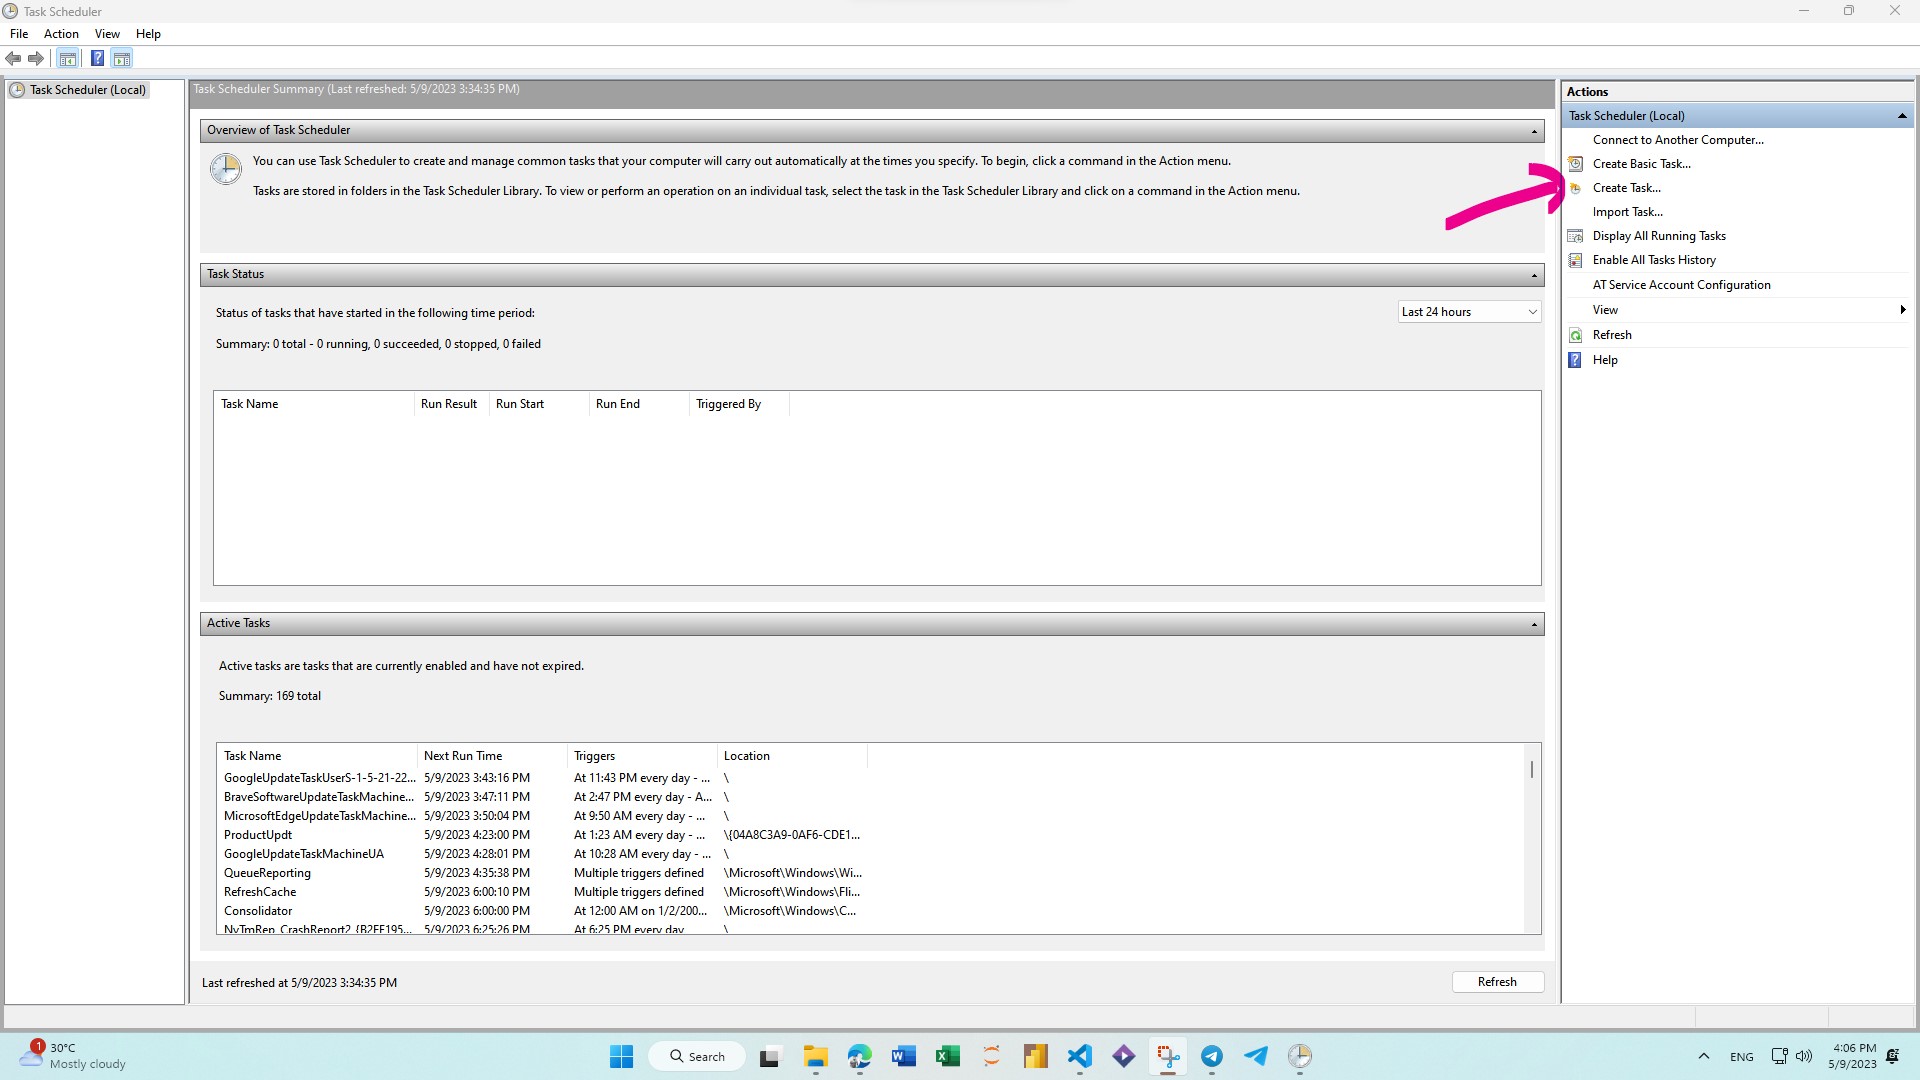 Task Scheduler
File Action View Help
Task Scheduler (Local)
Task Scheduler Summary (Last refreshed: 5/9/2023 3:34:35 PM)
Overview of Task Scheduler
You can use Task Scheduler to create and manage common tasks that your computer will carry out automatically at the times you specify. To begin, click a command in the Action menu.
Tasks are stored in folders in the Task Scheduler Library. To view or perform an operation on an individual task, select the task in the Task Scheduler Library and click on a command in the Action menu.
Task Status
Status of tasks that have started in the following time period:
Last 24 hours
Summary: 0 total - 0 running, 0 succeeded, 0 stopped, 0 failed
Task Name Run Result Run Start Run End Triggered By
Active Tasks
Active tasks are tasks that are currently enabled and have not expired.
Summary: 169 total
Task Name Next Run Time Triggers Location
GoogleUpdateTaskUserS-1-5-21-22... 5/9/2023 3:43:16 PM At 11:43 PM every day - ... \
BraveSoftwareUpdateTaskMachine... 5/9/2023 3:47:11 PM At 2:47 PM every day - A... \
MicrosoftEdgeUpdateTaskMachine... 5/9/2023 3:50:04 PM At 9:50 AM every day - ... \
ProductUpdt 5/9/2023 4:23:00 PM At 1:23 AM every day - ... \{04A8C3A9-0AF6-CDE1...
GoogleUpdateTaskMachineUA 5/9/2023 4:28:01 PM At 10:28 AM every day - ... \
QueueReporting 5/9/2023 4:35:38 PM Multiple triggers defined \Microsoft\Windows\Wi...
RefreshCache 5/9/2023 6:00:10 PM Multiple triggers defined \Microsoft\Windows\Fli...
Consolidator 5/9/2023 6:00:00 PM At 12:00 AM on 1/2/200... \Microsoft\Windows\C...
NvTmRep_CrashReport2_{B2FE195... 5/9/2023 6:25:26 PM At 6:25 PM every day \
Last refreshed at 5/9/2023 3:34:35 PM
Refresh
Actions
Task Scheduler (Local)
Connect to Another Computer...
Create Basic Task...
Create Task...
Import Task...
Display All Running Tasks
Enable All Tasks History
AT Service Account Configuration
View
Refresh
Help
1
30°C
Mostly cloudy
Search
ENG
4:06 PM
5/9/2023